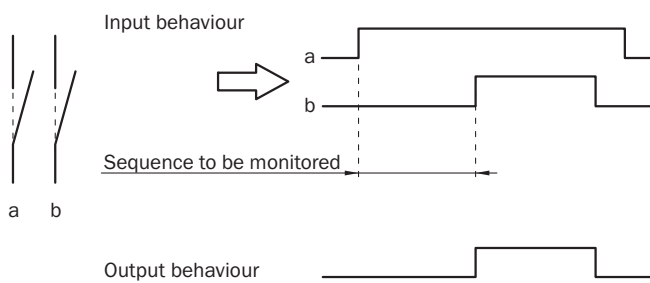 Input behaviour
a
b
Sequence to be monitored
a b
Output behaviour